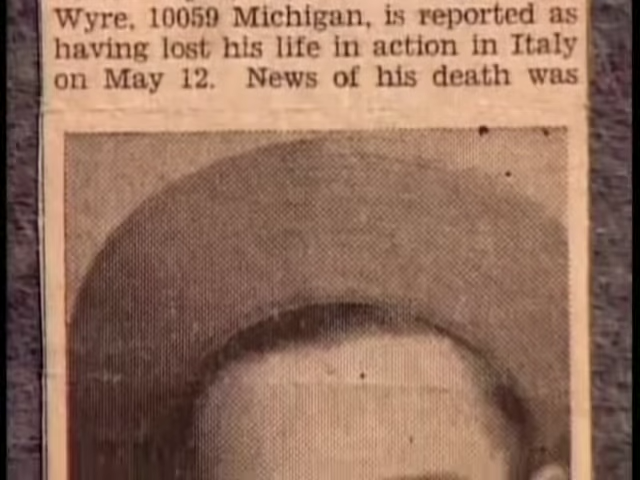 Wyre, 10059 Michigan, is reported as
having lost his life in action in Italy
on May 12. News of his death was